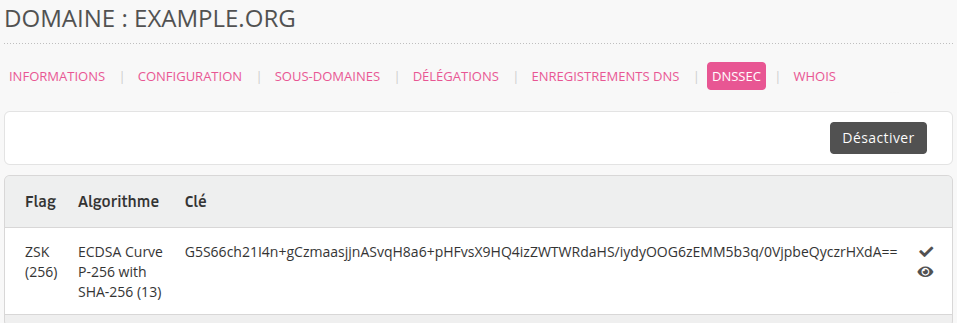 DOMAINE : EXAMPLE.ORG
INFORMATIONS | CONFIGURATION | SOUS-DOMAINES | DÉLÉGATIONS | ENREGISTREMENTS DNS | DNSSEC | WHOIS
Désactiver
Flag Algorithme Clé
ZSK ECDSA Curve G5S66ch21I4n+gCzmaasjjnASvqH8a6+pHFvsX9HQ4izZWTWRdaHS/iydyOOG6zEMM5b3q/0VjpbeQyczrHXdA==
(256) P-256 with
SHA-256 (13)